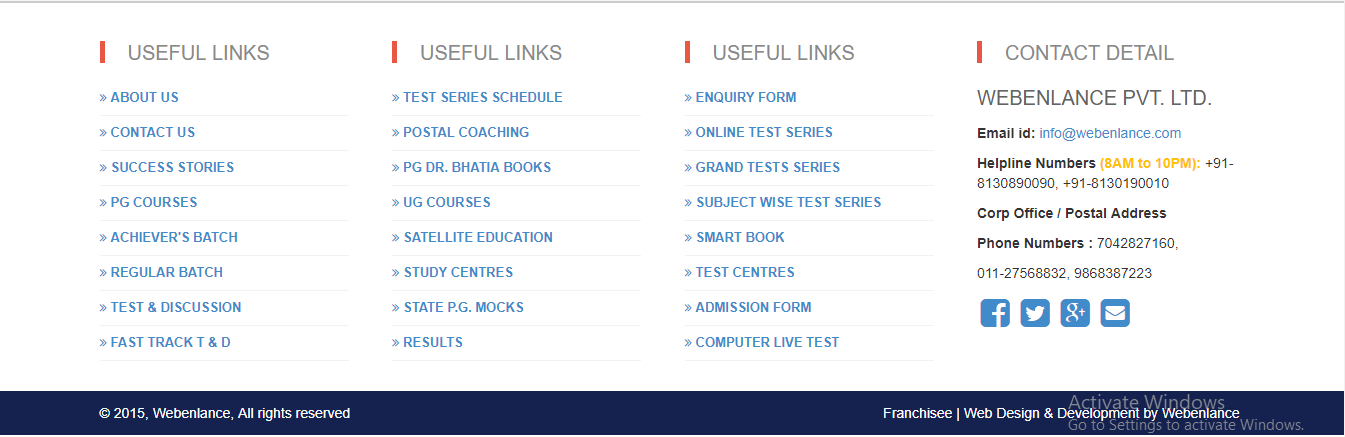 USEFUL LINKS
» ABOUT US
» CONTACT US
» SUCCESS STORIES
» PG COURSES
» ACHIEVER'S BATCH
» REGULAR BATCH
» TEST & DISCUSSION
» FAST TRACK T & D
USEFUL LINKS
» TEST SERIES SCHEDULE
» POSTAL COACHING
» PG DR. BHATIA BOOKS
» UG COURSES
» SATELLITE EDUCATION
» STUDY CENTRES
» STATE P.G. MOCKS
» RESULTS
USEFUL LINKS
» ENQUIRY FORM
» ONLINE TEST SERIES
» GRAND TESTS SERIES
» SUBJECT WISE TEST SERIES
» SMART BOOK
» TEST CENTRES
» ADMISSION FORM
» COMPUTER LIVE TEST
CONTACT DETAIL
WEBENLANCE PVT. LTD.
Email id: info@webenlance.com
Helpline Numbers (8AM to 10PM): +91-
8130890090, +91-8130190010
Corp Office / Postal Address
Phone Numbers : 7042827160,
011-27568832, 9868387223
© 2015, Webenlance, All rights reserved
Franchisee | Web Design & Development by Webenlance
Activate Windows
Go to Settings to activate Windows.